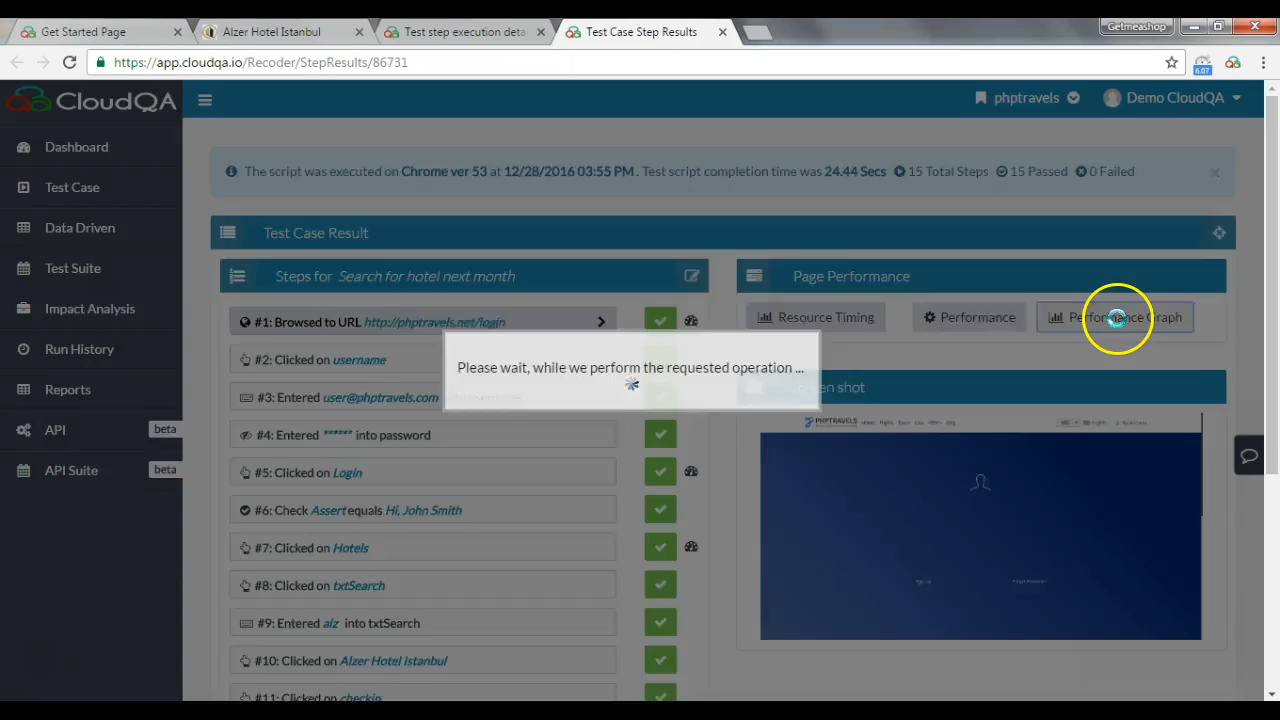 Getmeashop
Get Started Page
Alzer Hotel Istanbul
Test step execution det
Test Case Step Results
https://app.cloudqa.io/Recoder/StepResults/86731
6.07
CloudQA
phptravels
Demo CloudQA
Dashboard
Test Case
Data Driven
Test Suite
Impact Analysis
Run History
Reports
API beta
API Suite beta
The script was executed on Chrome ver 53 at 12/28/2016 03:55 PM . Test script completion time was 24.44 Secs 15 Total Steps 15 Passed 0 Failed
Test Case Result
Steps for Search for hotel next month
#1: Browsed to URL http://phptravels.net/login
#2: Clicked on username
#3: Entered user@phptravels.com
#4: Entered ****** into password
#5: Clicked on Login
#6: Check Assert equals Hi, John Smith
#7: Clicked on Hotels
#8: Clicked on txtSearch
#9: Entered alz into txtSearch
#10: Clicked on Alzer Hotel Istanbul
#11: Clicked on checkin
Please wait, while we perform the requested operation ...
Page Performance
Resource Timing
Performance
Performance Graph
shot
PHPTRAVELS